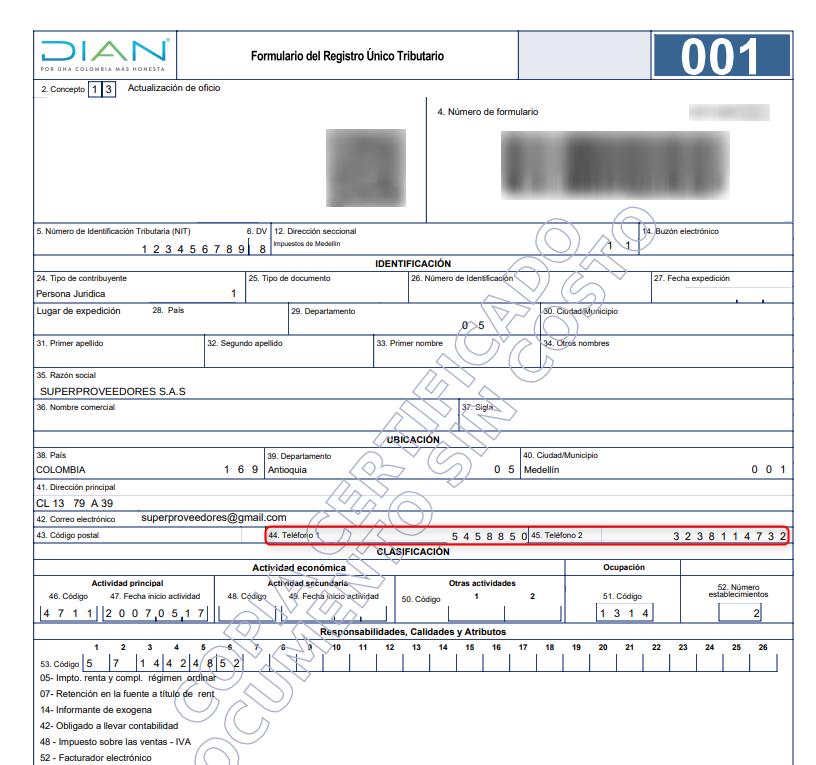 DIAN
POR UNA COLOMBIA MÁS HONESTA
Formulario del Registro Único Tributario
001
2. Concepto 1 3 Actualización de oficio
4. Número de formulario
5. Número de Identificación Tributaria (NIT) 6. DV 12. Dirección seccional 14. Buzón electrónico
1 2 3 4 5 6 7 8 9 8 Impuestos de Medellín 1 1
IDENTIFICACIÓN
24. Tipo de contribuyente 25. Tipo de documento 26. Número de Identificación 27. Fecha expedición
Persona Juridica 1
Lugar de expedición 28. País 29. Departamento 30. Ciudad/Municipio
0 5
31. Primer apellido 32. Segundo apellido 33. Primer nombre 34. Otros nombres
35. Razón social
SUPERPROVEEDORES S.A.S
36. Nombre comercial 37. Sigla
UBICACIÓN
38. País 39. Departamento 40. Ciudad/Municipio
COLOMBIA 1 6 9 Antioquia 0 5 Medellín 0 0 1
41. Dirección principal
CL 13 79 A 39
42. Correo electrónico superproveedores@gmail.com
43. Código postal 44. Teléfono 1 5 4 5 8 8 5 0 45. Teléfono 2 3 2 3 8 1 1 4 7 3 2
CLASIFICACIÓN
Actividad económica Ocupación
Actividad principal Actividad secundaria Otras actividades 52. Número establecimientos
46. Código 47. Fecha inicio actividad 48. Código 49. Fecha inicio actividad 50. Código 1 2 51. Código
4 7 1 1 2 0 0 7 0 5 1 7 1 3 1 4 2
Responsabilidades, Calidades y Atributos
1 2 3 4 5 6 7 8 9 10 11 12 13 14 15 16 17 18 19 20 21 22 23 24 25 26
53. Código 5 7 1 4 4 2 4 8 5 2
05- Impto. renta y compl. régimen ordinar
07- Retención en la fuente a título de rent
14- Informante de exogena
42- Obligado a llevar contabilidad
48 - Impuesto sobre las ventas - IVA
52 - Facturador electrónico
COPIA CERTIFICADO
DOCUMENTO SIN COSTO